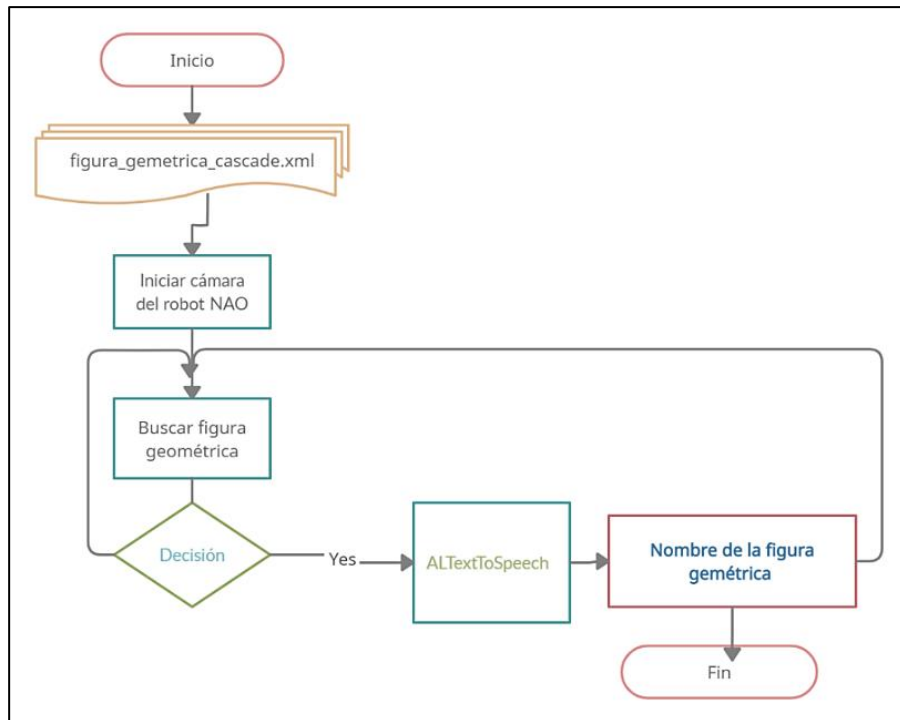 Inicio
figura_gemetrica_cascade.xml
Iniciar cámara
del robot NAO
Buscar figura
geométrica
Decisión
Yes
ALTextToSpeech
Nombre de la figura
gemétrica
Fin